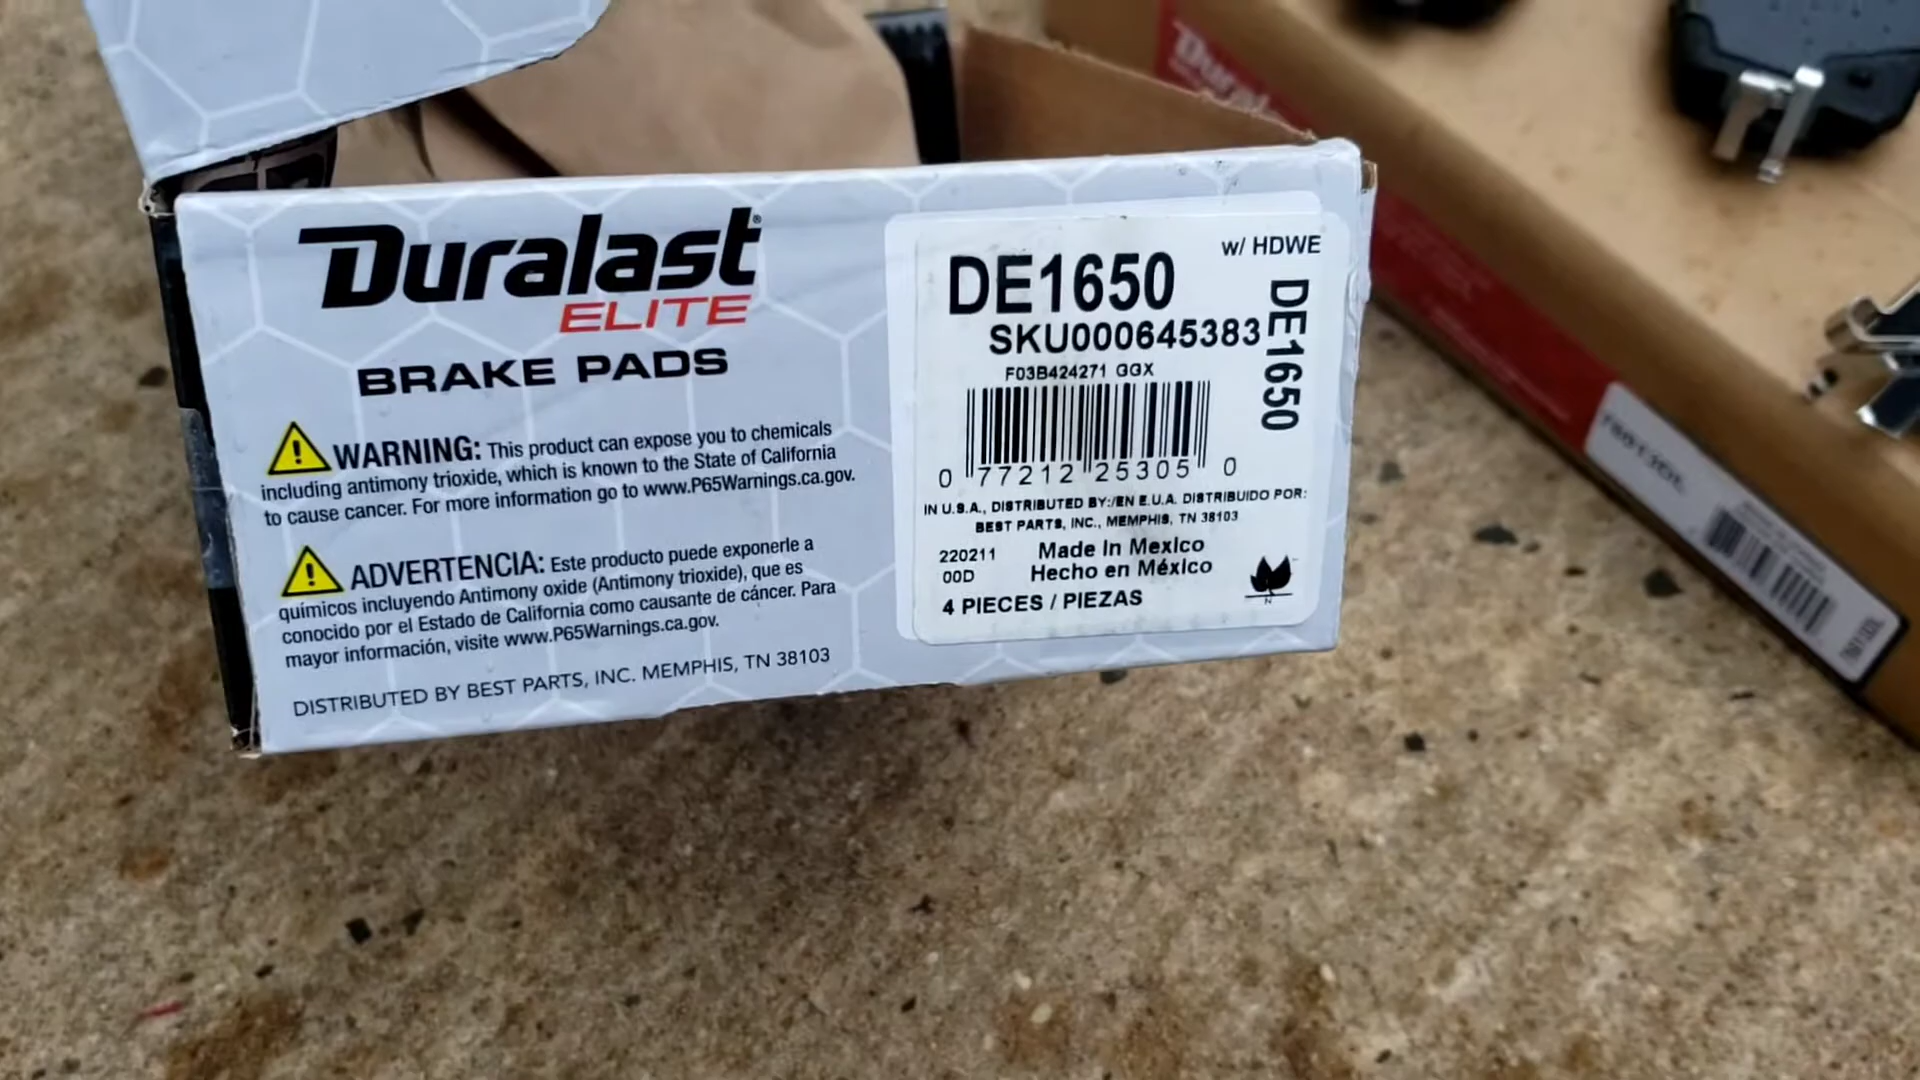 Duralast®
ELITE
BRAKE PADS
WARNING: This product can expose you to chemicals
including antimony trioxide, which is known to the State of California
to cause cancer. For more information go to www.P65Warnings.ca.gov.
ADVERTENCIA: Este producto puede exponerle a
químicos incluyendo Antimony oxide (Antimony trioxide), que es
conocido por el Estado de California como causante de cáncer. Para
mayor información, visite www.P65Warnings.ca.gov.
DISTRIBUTED BY BEST PARTS, INC. MEMPHIS, TN 38103
w/ HDWE
DE1650
SKU000645383
DE1650
F03B424271 GGX
0 77212 25305 0
IN U.S.A., DISTRIBUTED BY:/EN E.U.A. DISTRIBUIDO POR:
BEST PARTS, INC., MEMPHIS, TN 38103
220211
00D
Made In Mexico
Hecho en México
4 PIECES / PIEZAS
N
Dural